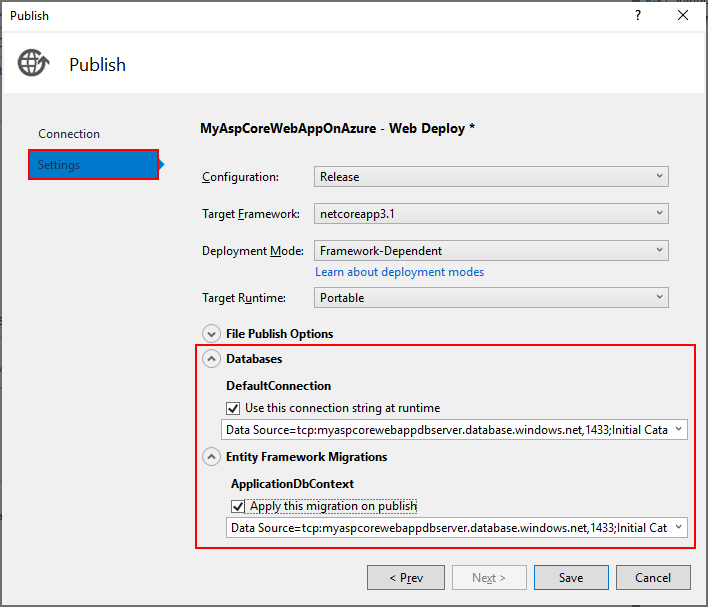 Publish
?
Publish
Connection
Settings
MyAspCoreWebAppOnAzure - Web Deploy *
Configuration: Release
Target Framework: netcoreapp3.1
Deployment Mode: Framework-Dependent
Learn about deployment modes
Target Runtime: Portable
File Publish Options
Databases
DefaultConnection
Use this connection string at runtime
Data Source=tcp:myaspcorewebappdbserver.database.windows.net,1433;Initial Cata
Entity Framework Migrations
ApplicationDbContext
Apply this migration on publish
Data Source=tcp:myaspcorewebappdbserver.database.windows.net,1433;Initial Cat
< Prev Next > Save Cancel